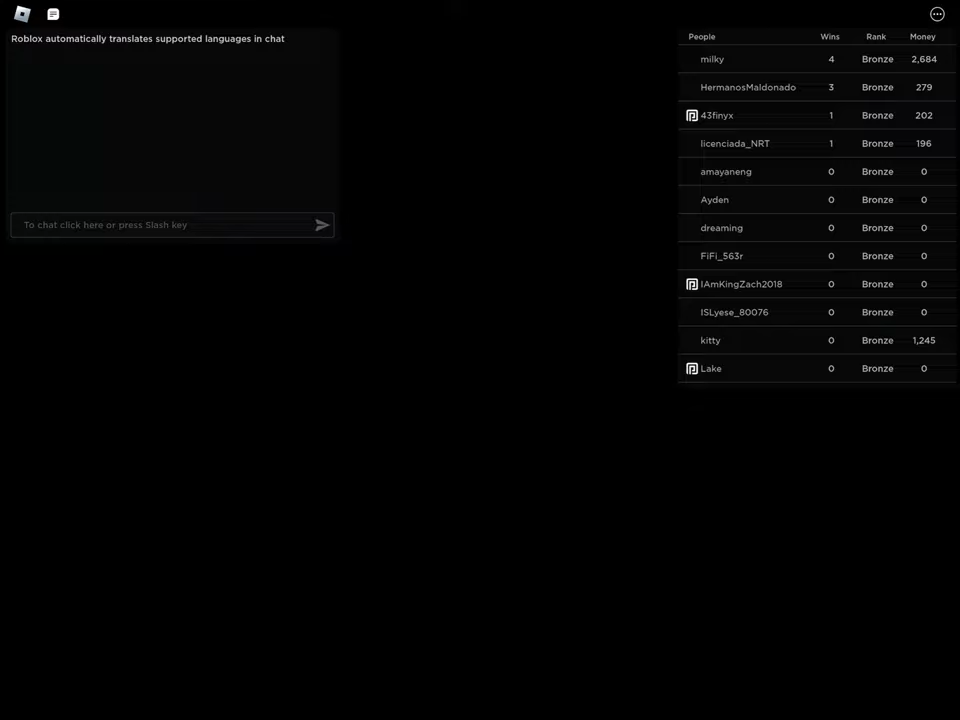 Roblox automatically translates supported languages in chat
To chat click here or press Slash key
People Wins Rank Money
milky 4 Bronze 2,684
HermanosMaldonado 3 Bronze 279
43finyx 1 Bronze 202
licenciada_NRT 1 Bronze 196
amayaneng 0 Bronze 0
Ayden 0 Bronze 0
dreaming 0 Bronze 0
FiFi_563r 0 Bronze 0
IAmKingZach2018 0 Bronze 0
ISLyese_80076 0 Bronze 0
kitty 0 Bronze 1,245
Lake 0 Bronze 0